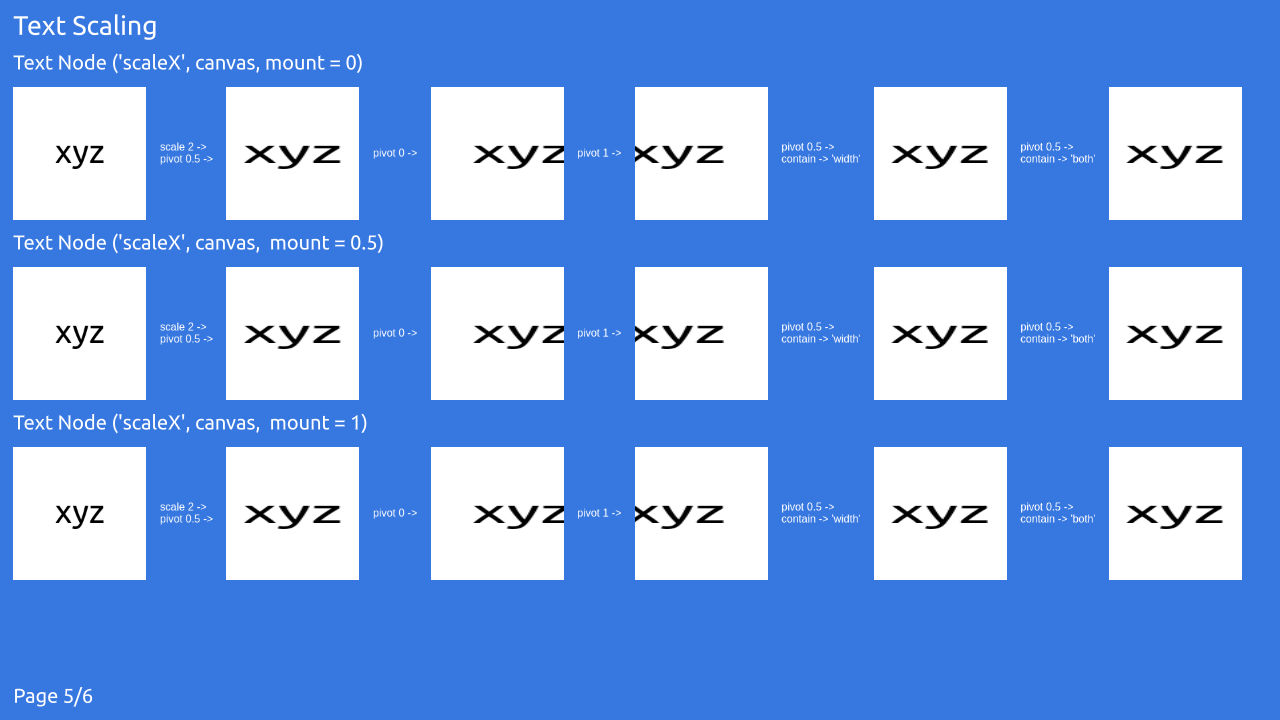 Text Scaling
Text Node ('scaleX', canvas, mount = 0)
xyz
scale 2 ->
pivot 0.5 ->
xyz
pivot 0 ->
xyz
pivot 1 ->
xyz
pivot 0.5 ->
contain -> 'width'
xyz
pivot 0.5 ->
contain -> 'both'
xyz
Text Node ('scaleX', canvas,  mount = 0.5)
xyz
scale 2 ->
pivot 0.5 ->
xyz
pivot 0 ->
xyz
pivot 1 ->
xyz
pivot 0.5 ->
contain -> 'width'
xyz
pivot 0.5 ->
contain -> 'both'
xyz
Text Node ('scaleX', canvas,  mount = 1)
xyz
scale 2 ->
pivot 0.5 ->
xyz
pivot 0 ->
xyz
pivot 1 ->
xyz
pivot 0.5 ->
contain -> 'width'
xyz
pivot 0.5 ->
contain -> 'both'
xyz
Page 5/6